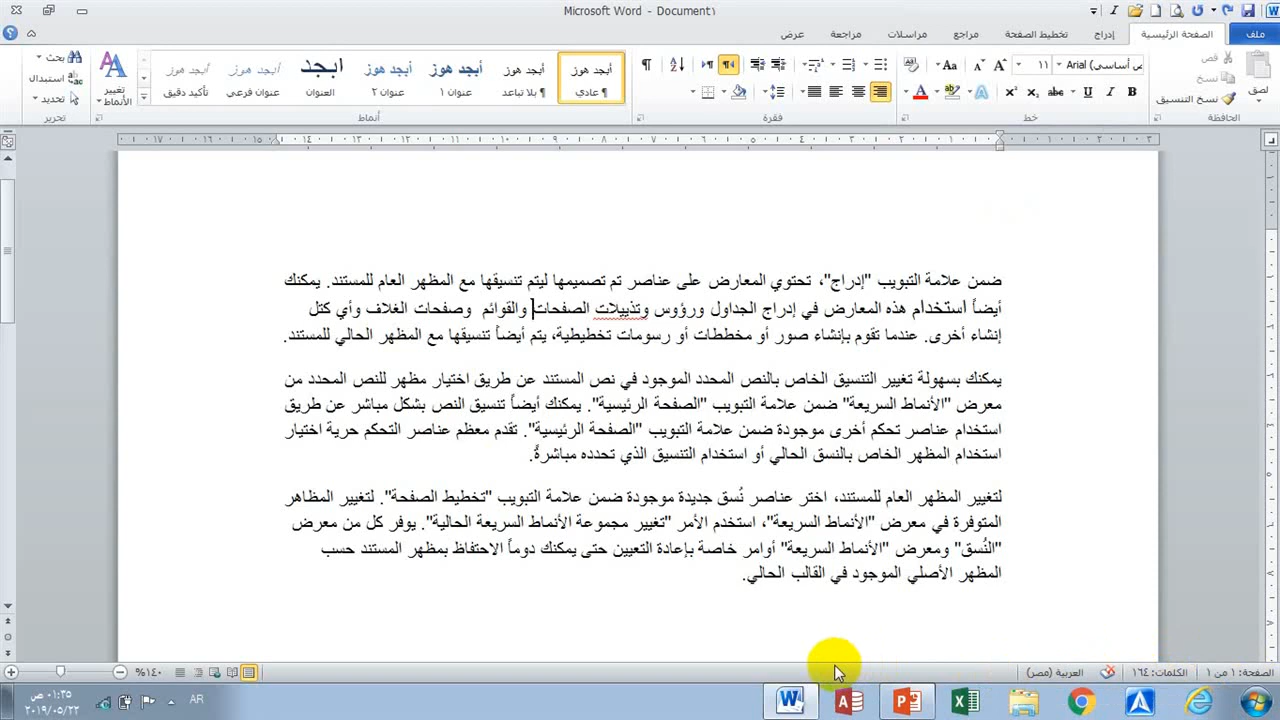 Document١ - Microsoft Word
ملف
الصفحة الرئيسية
إدراج
تخطيط الصفحة
مراجع
مراسلات
مراجعة
عرض
لصق
قص
نسخ
نسخ التنسيق
الحافظة
Arial (نص أساسي)
١١
خط
فقرة
أبجد هوز
¶ عادي
أبجد هوز
¶ بلا تباعد
أبجد هوز
عنوان ١
أبجد هوز
عنوان ٢
أبجد
العنوان
أبجد هوز
عنوان فرعي
أبجد هوز
تأكيد دقيق
أنماط
تغيير الأنماط
بحث
استبدال
تحديد
تحرير
ضمن علامة التبويب "إدراج"، تحتوي المعارض على عناصر تم تصميمها ليتم تنسيقها مع المظهر العام للمستند. يمكنك
أيضاً استخدام هذه المعارض في إدراج الجداول ورؤوس وتذييلات الصفحات والقوائم وصفحات الغلاف وأي كتل
إنشاء أخرى. عندما تقوم بإنشاء صور أو مخططات أو رسومات تخطيطية، يتم أيضاً تنسيقها مع المظهر الحالي للمستند.
يمكنك بسهولة تغيير التنسيق الخاص بالنص المحدد الموجود في نص المستند عن طريق اختيار مظهر للنص المحدد من
معرض "الأنماط السريعة" ضمن علامة التبويب "الصفحة الرئيسية". يمكنك أيضاً تنسيق النص بشكل مباشر عن طريق
استخدام عناصر تحكم أخرى موجودة ضمن علامة التبويب "الصفحة الرئيسية". تقدم معظم عناصر التحكم حرية اختيار
استخدام المظهر الخاص بالنسق الحالي أو استخدام التنسيق الذي تحدده مباشرةً.
لتغيير المظهر العام للمستند، اختر عناصر نُسق جديدة موجودة ضمن علامة التبويب "تخطيط الصفحة". لتغيير المظاهر
المتوفرة في معرض "الأنماط السريعة"، استخدم الأمر "تغيير مجموعة الأنماط السريعة الحالية". يوفر كل من معرض
"النُسق" ومعرض "الأنماط السريعة" أوامر خاصة بإعادة التعيين حتى يمكنك دوماً الاحتفاظ بمظهر المستند حسب
المظهر الأصلي الموجود في القالب الحالي.
الصفحة: ١ من ١
الكلمات: ١٦٤
العربية (مصر)
١٤٠%
AR
٠١:٣٥ ص
٢٠١٩/٠٥/٢٢